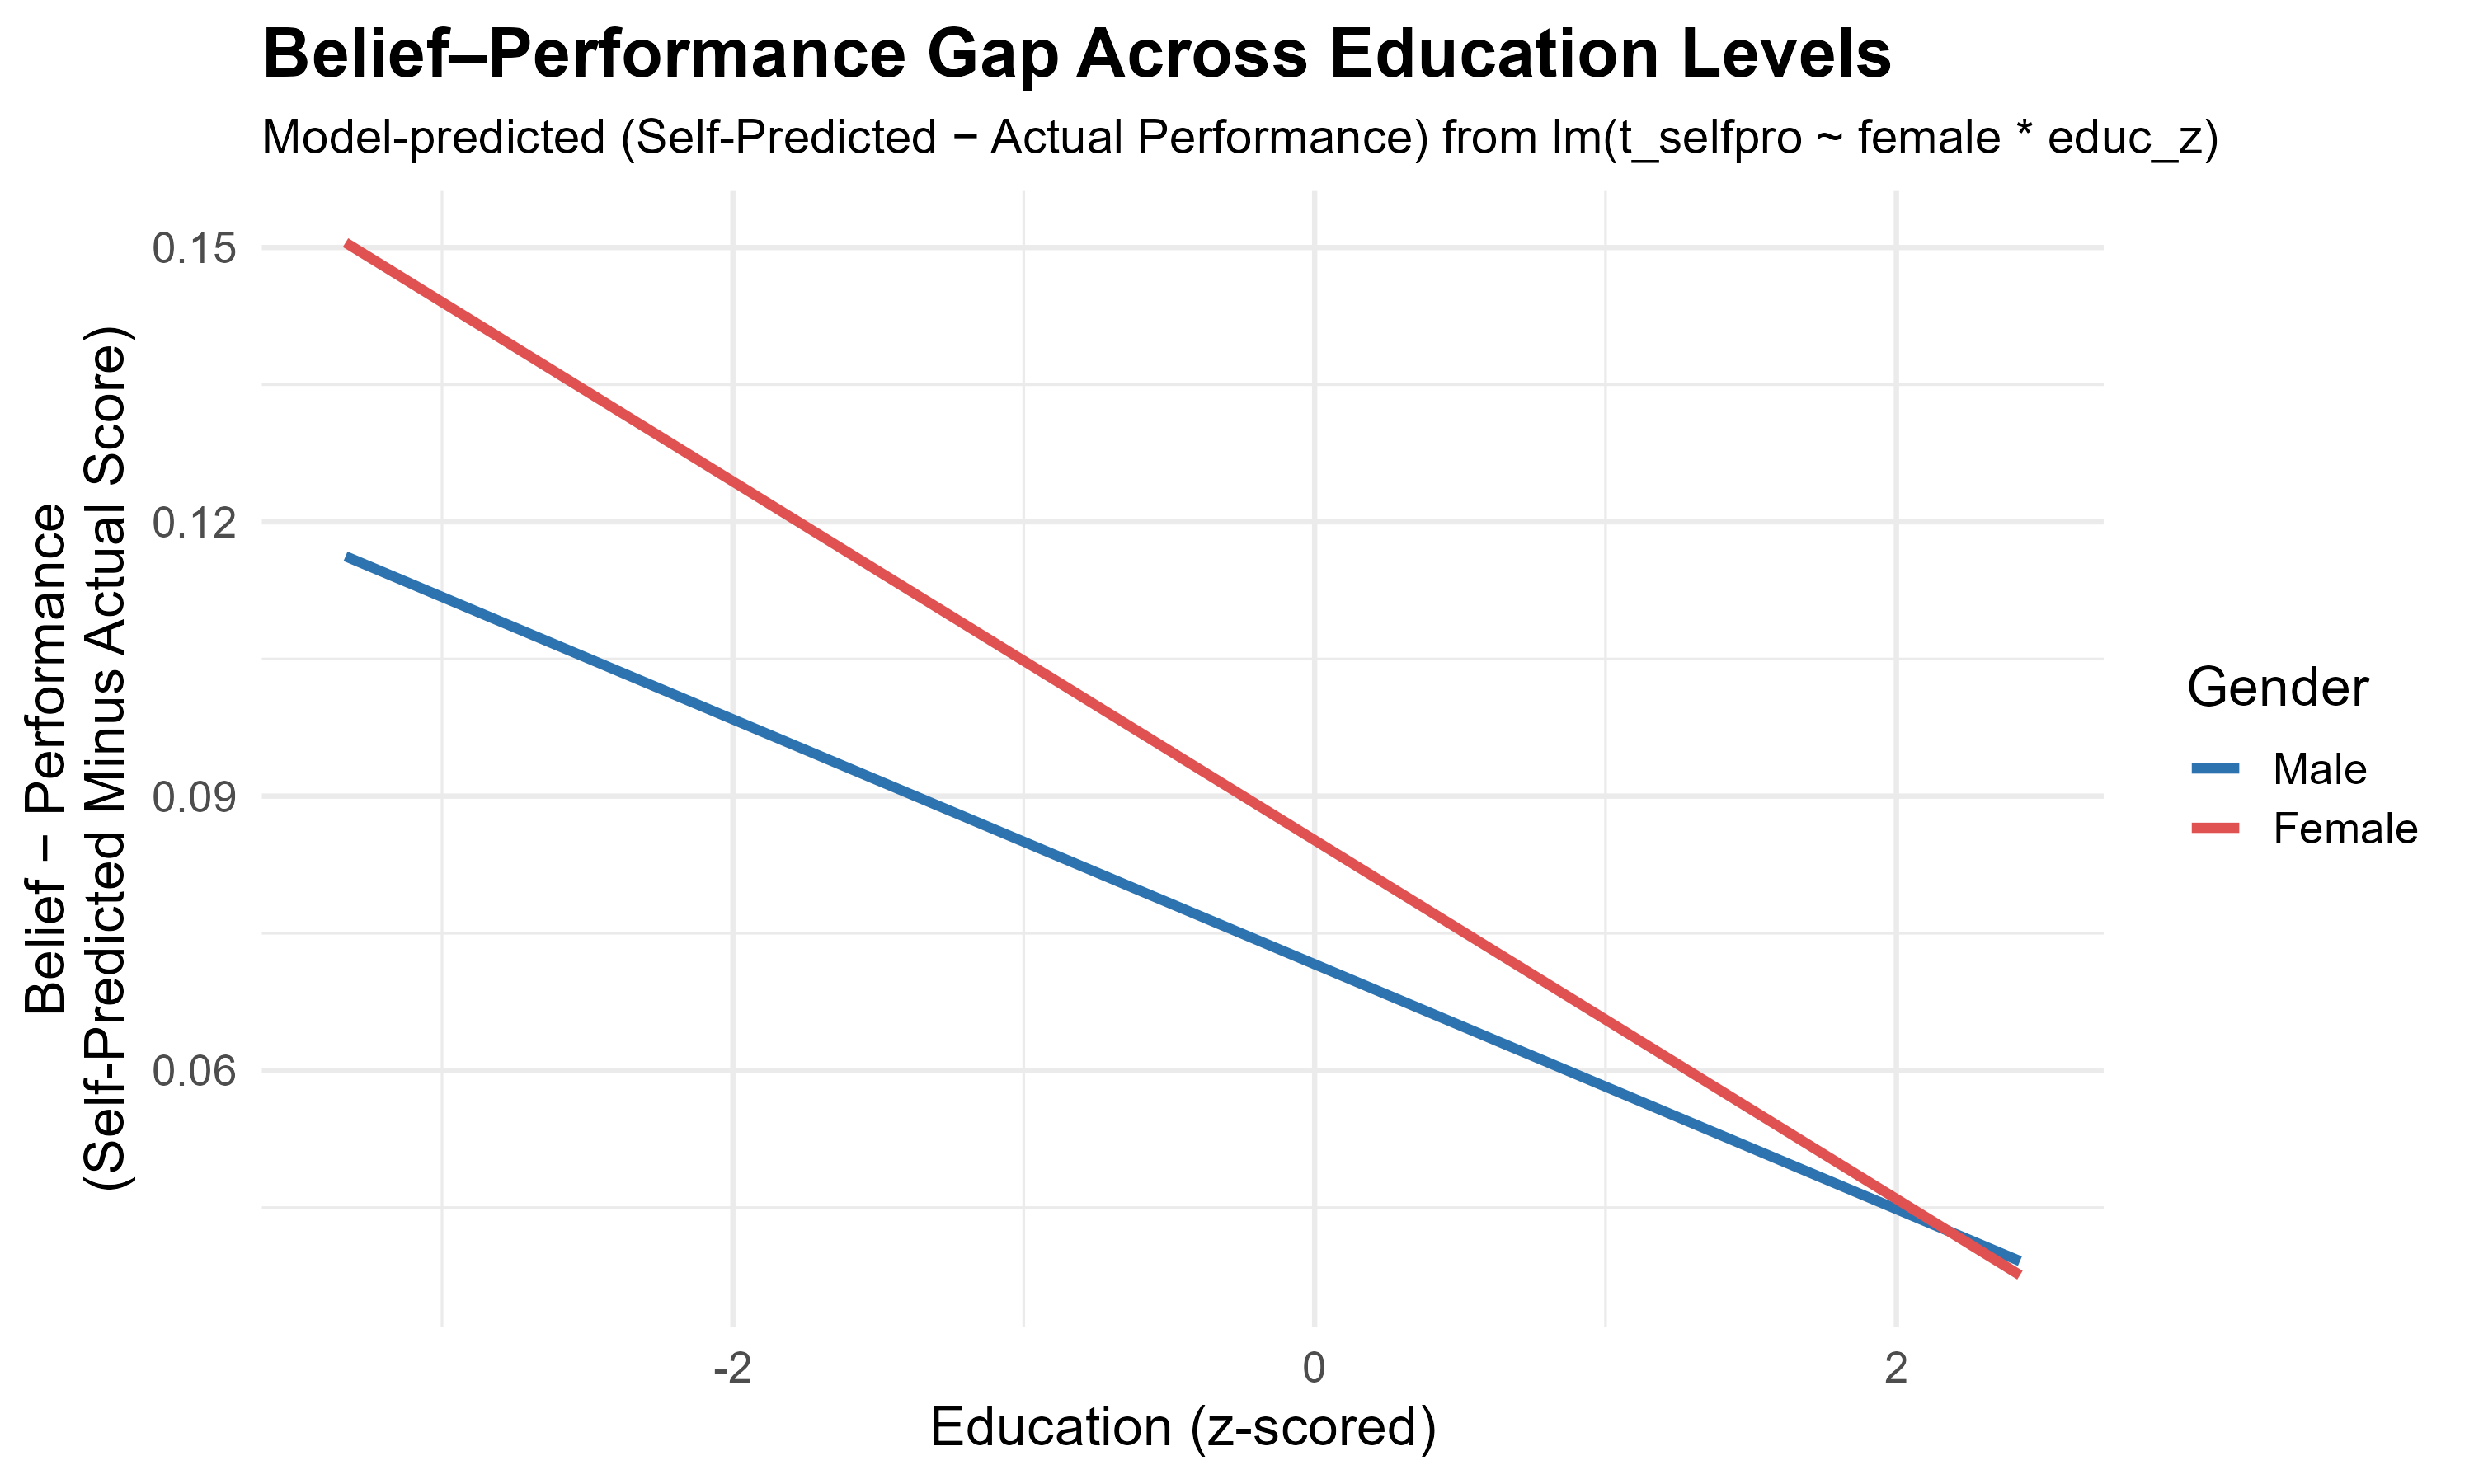 Belief–Performance Gap Across Education Levels
Model-predicted (Self-Predicted − Actual Performance) from lm(t_selfpro ~ female * educ_z)
Belief − Performance
(Self-Predicted Minus Actual Score)
0.15
0.12
0.09
0.06
-2
0
2
Education (z-scored)
Gender
Male
Female